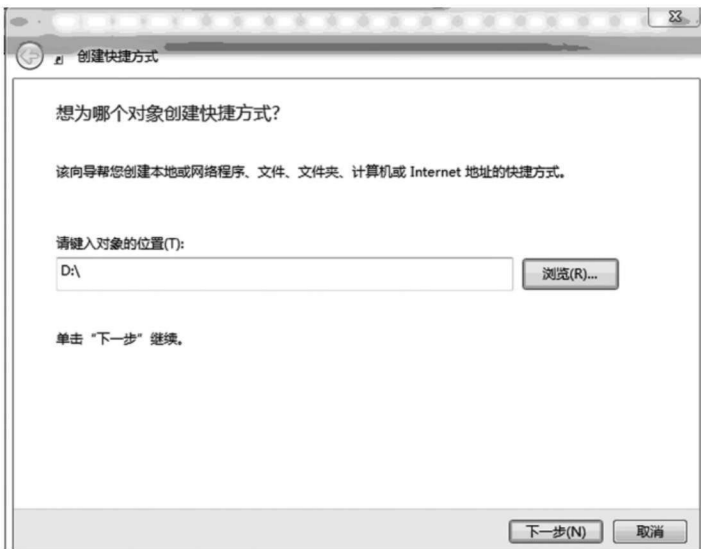 创建快捷方式
想为哪个对象创建快捷方式?
该向导帮您创建本地或网络程序、文件、文件夹、计算机或 Internet 地址的快捷方式。
请键入对象的位置(T):
D:\
浏览(R)...
单击“下一步”继续。
下一步(N)
取消